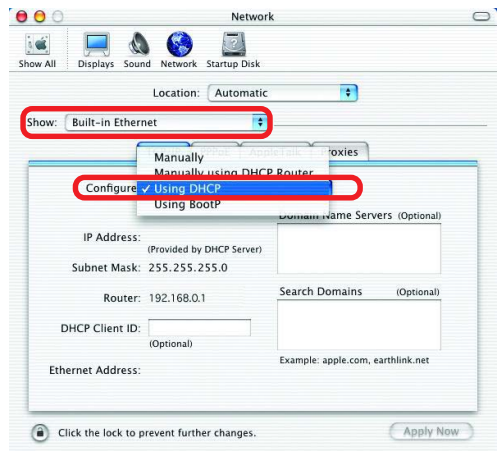 Network
Show All Displays Sound Network Startup Disk
Location: Automatic
Show: Built-in Ethernet
AppleTalk Proxies
Manually
Manually using DHCP Router
Configure ✓ Using DHCP
Using BootP
Domain Name Servers (Optional)
IP Address:
(Provided by DHCP Server)
Subnet Mask: 255.255.255.0
Router: 192.168.0.1
Search Domains (Optional)
DHCP Client ID:
(Optional)
Example: apple.com, earthlink.net
Ethernet Address:
Click the lock to prevent further changes.
Apply Now